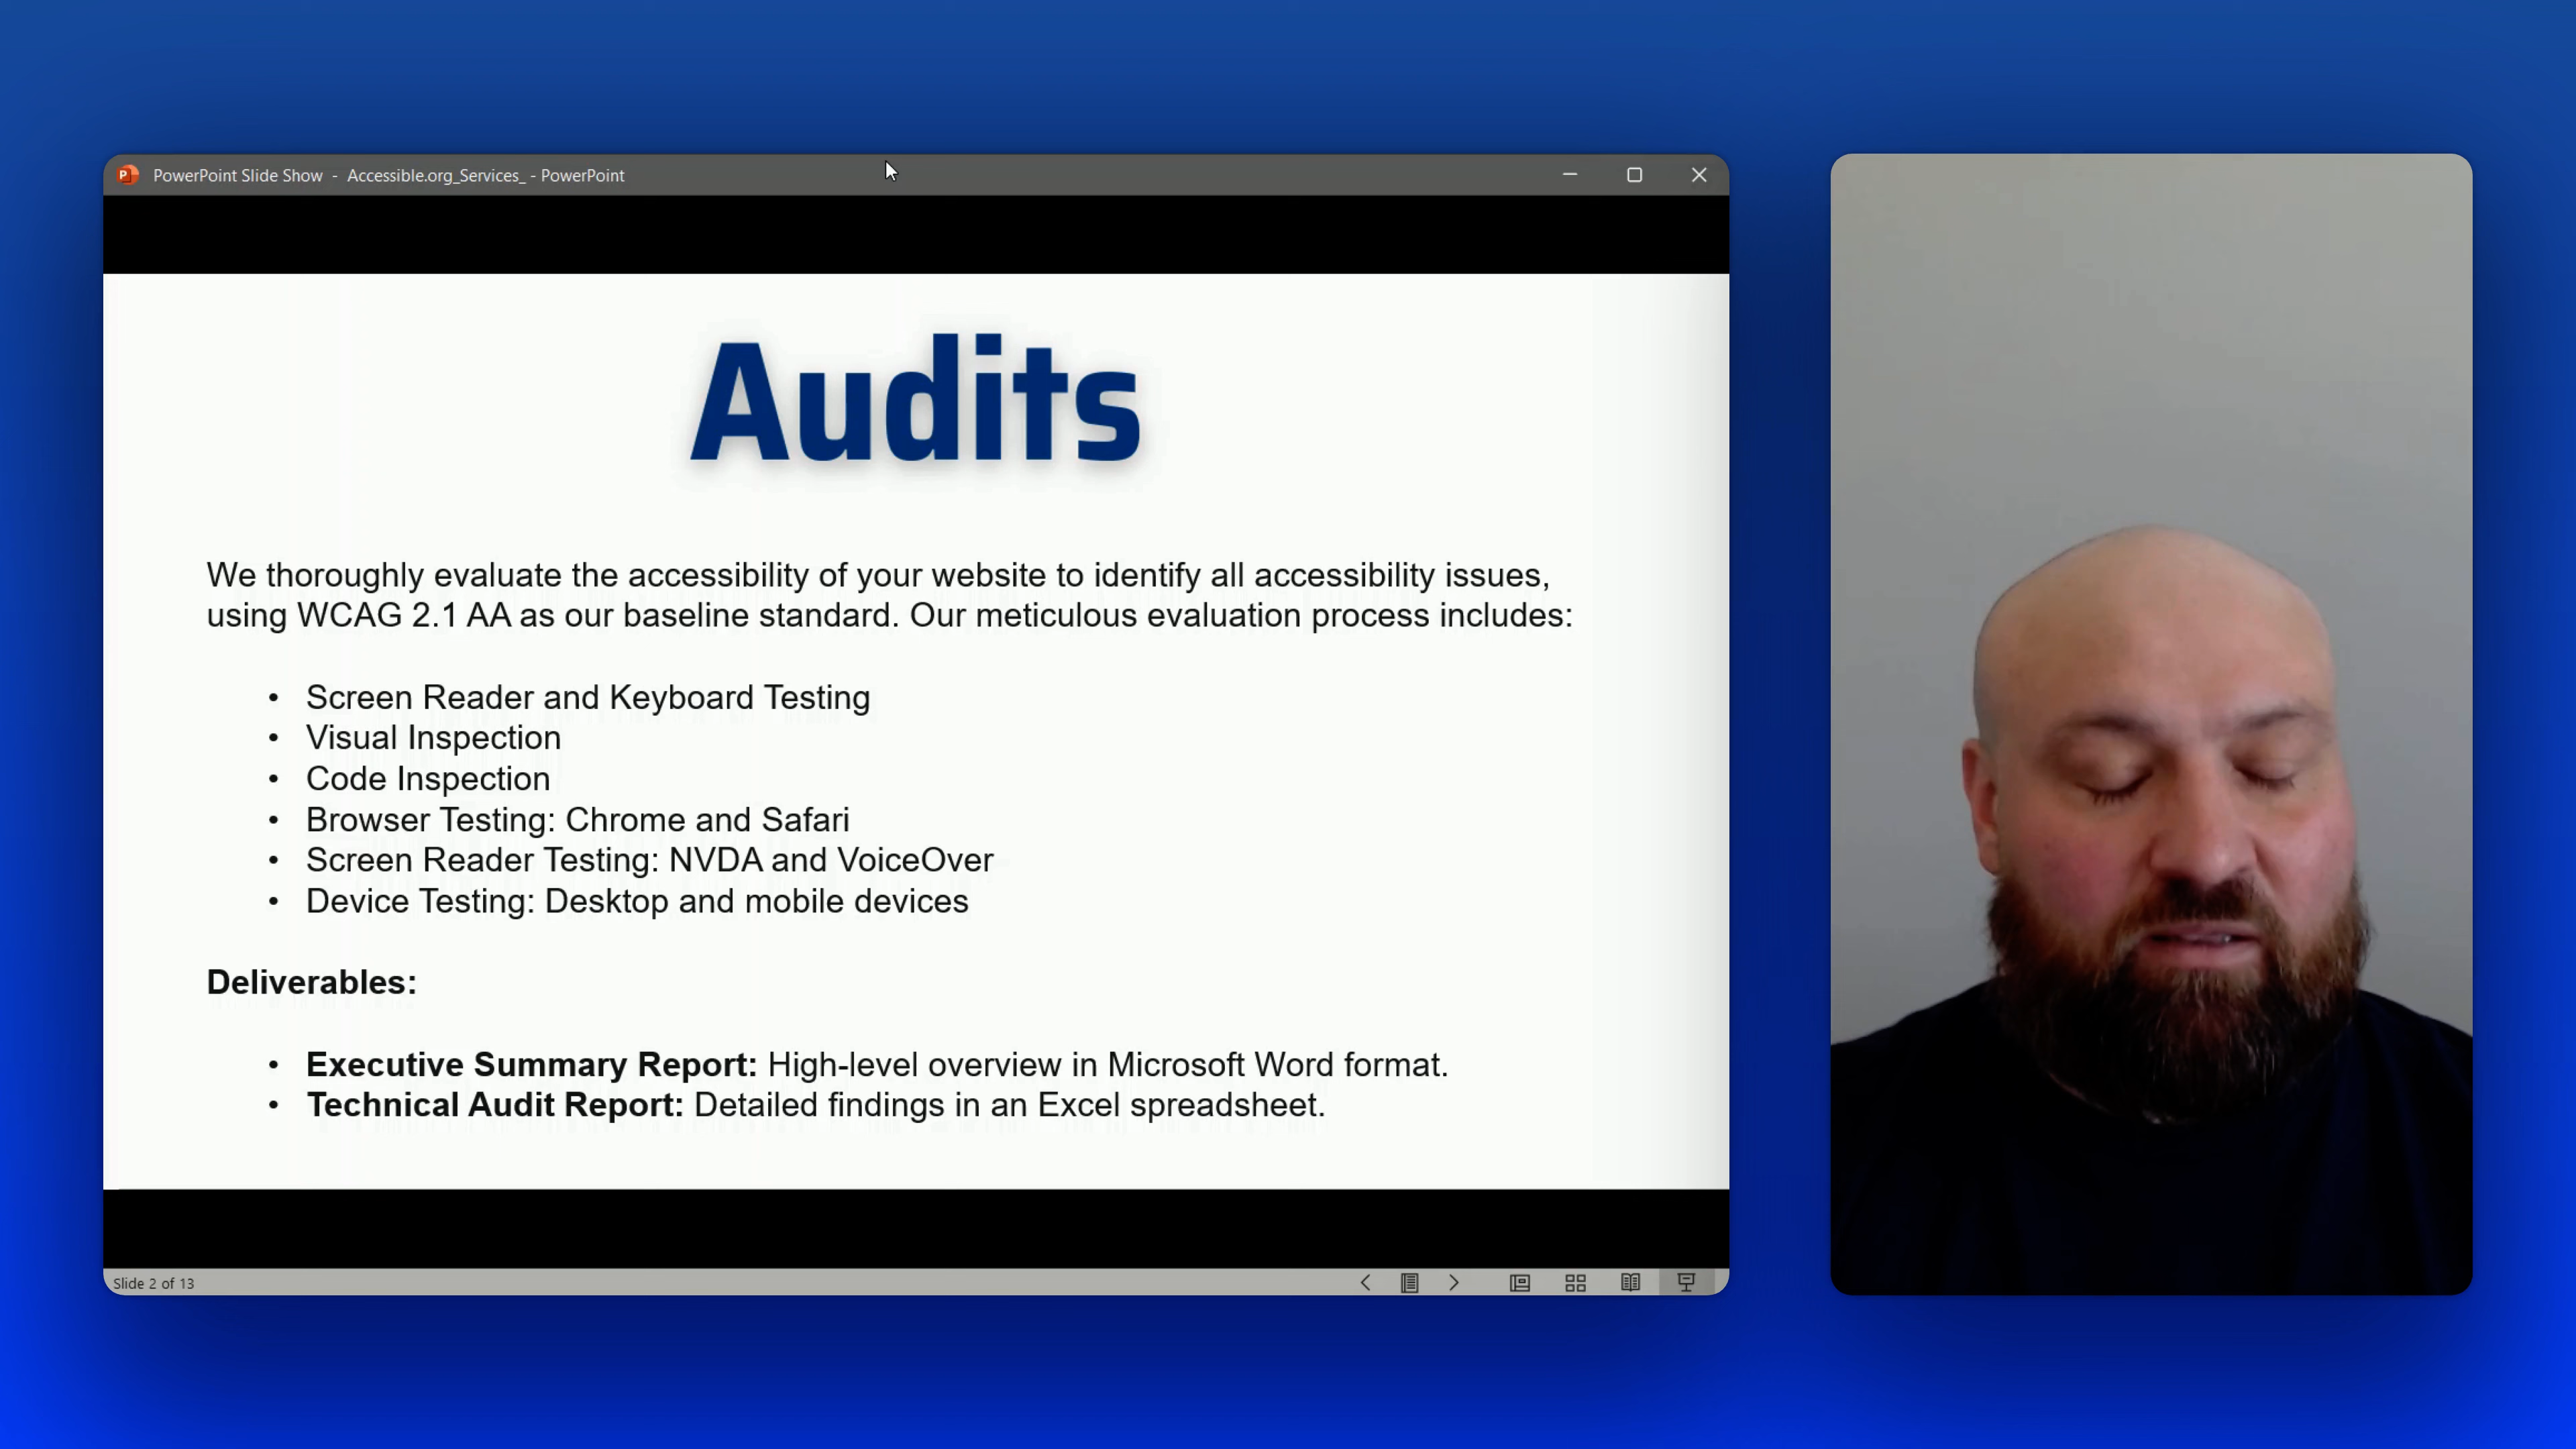 PowerPoint Slide Show - Accessible.org_Services_ - PowerPoint
Audits
We thoroughly evaluate the accessibility of your website to identify all accessibility issues,
using WCAG 2.1 AA as our baseline standard. Our meticulous evaluation process includes:
• Screen Reader and Keyboard Testing
• Visual Inspection
• Code Inspection
• Browser Testing: Chrome and Safari
• Screen Reader Testing: NVDA and VoiceOver
• Device Testing: Desktop and mobile devices
Deliverables:
• Executive Summary Report: High-level overview in Microsoft Word format.
• Technical Audit Report: Detailed findings in an Excel spreadsheet.
Slide 2 of 13